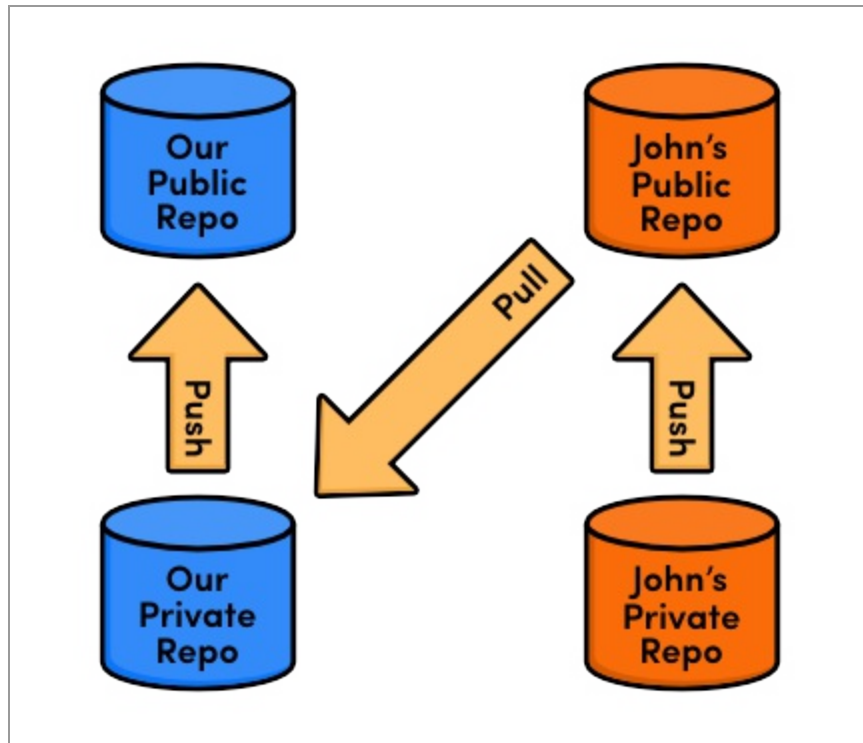 Our
Public
Repo
John's
Public
Repo
Pull
Push
Push
Our
Private
Repo
John's
Private
Repo